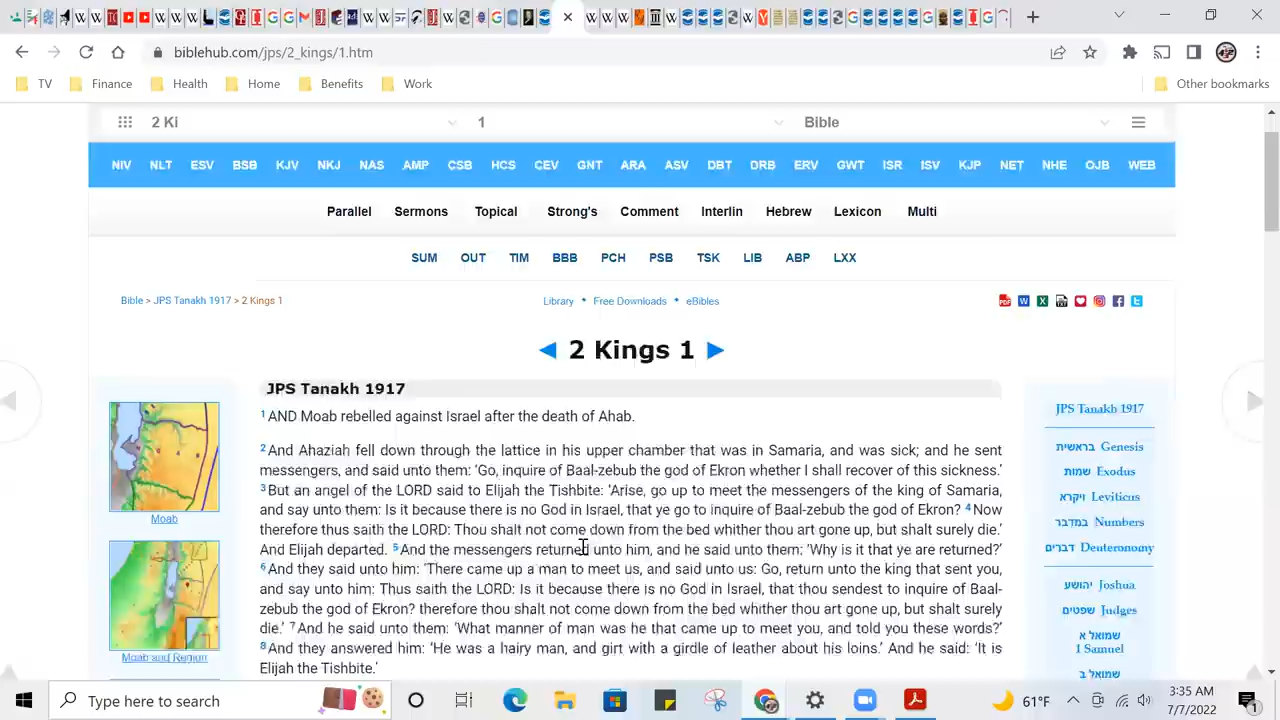 biblehub.com/jps/2_kings/1.htm
TV Finance Health Home Benefits Work Other bookmarks
2 Ki 1 Bible
NIV NLT ESV BSB KJV NKJ NAS AMP CSB HCS CEV GNT ARA ASV DBT DRB ERV GWT ISR ISV KJP NET NHE OJB WEB
Parallel Sermons Topical Strong's Comment Interlin Hebrew Lexicon Multi
SUM OUT TIM BBB PCH PSB TSK LIB ABP LXX
Bible > JPS Tanakh 1917 > 2 Kings 1
Library • Free Downloads • eBibles
◄ 2 Kings 1 ►
JPS Tanakh 1917
1 AND Moab rebelled against Israel after the death of Ahab.
2 And Ahaziah fell down through the lattice in his upper chamber that was in Samaria, and was sick; and he sent
messengers, and said unto them: ‘Go, inquire of Baal-zebub the god of Ekron whether I shall recover of this sickness.’
3 But an angel of the LORD said to Elijah the Tishbite: ‘Arise, go up to meet the messengers of the king of Samaria,
and say unto them: Is it because there is no God in Israel, that ye go to inquire of Baal-zebub the god of Ekron? 4 Now
therefore thus saith the LORD: Thou shalt not come down from the bed whither thou art gone up, but shalt surely die.’
And Elijah departed. 5 And the messengers returned unto him, and he said unto them: ‘Why is it that ye are returned?’
6 And they said unto him: ‘There came up a man to meet us, and said unto us: Go, return unto the king that sent you,
and say unto him: Thus saith the LORD: Is it because there is no God in Israel, that thou sendest to inquire of Baal-
zebub the god of Ekron? therefore thou shalt not come down from the bed whither thou art gone up, but shalt surely
die.’ 7 And he said unto them: ‘What manner of man was he that came up to meet you, and told you these words?’
8 And they answered him: ‘He was a hairy man, and girt with a girdle of leather about his loins.’ And he said: ‘It is
Elijah the Tishbite.’
Moab
Moab and Region
JPS Tanakh 1917
בראשית Genesis
שמות Exodus
ויקרא Leviticus
במדבר Numbers
דברים Deuteronomy
יהושע Joshua
שפטים Judges
שמואל א
1 Samuel
שמואל ב
Type here to search
61°F
3:35 AM
7/7/2022